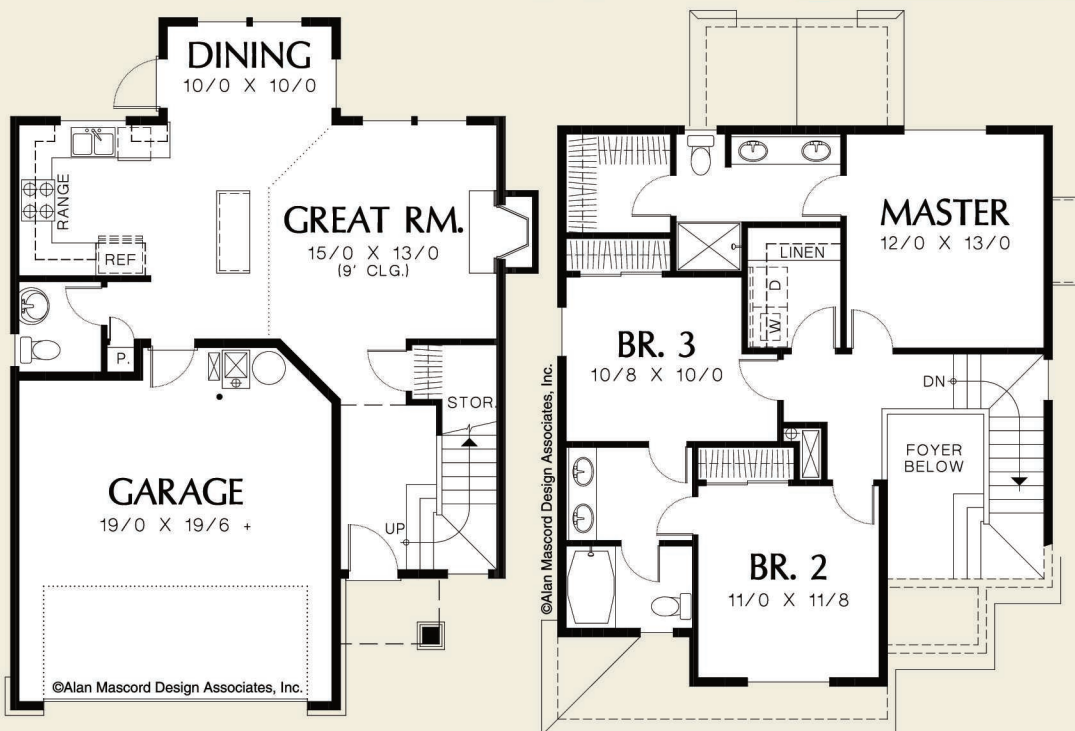 DINING
10/0 X 10/0
RANGE
REF
GREAT RM.
15/0 X 13/0
(9' CLG.)
P.
STOR.
GARAGE
19/0 X 19/6 +
UP
©Alan Mascord Design Associates, Inc.
MASTER
12/0 X 13/0
LINEN
W D
BR. 3
10/8 X 10/0
DN
FOYER
BELOW
BR. 2
11/0 X 11/8
©Alan Mascord Design Associates, Inc.